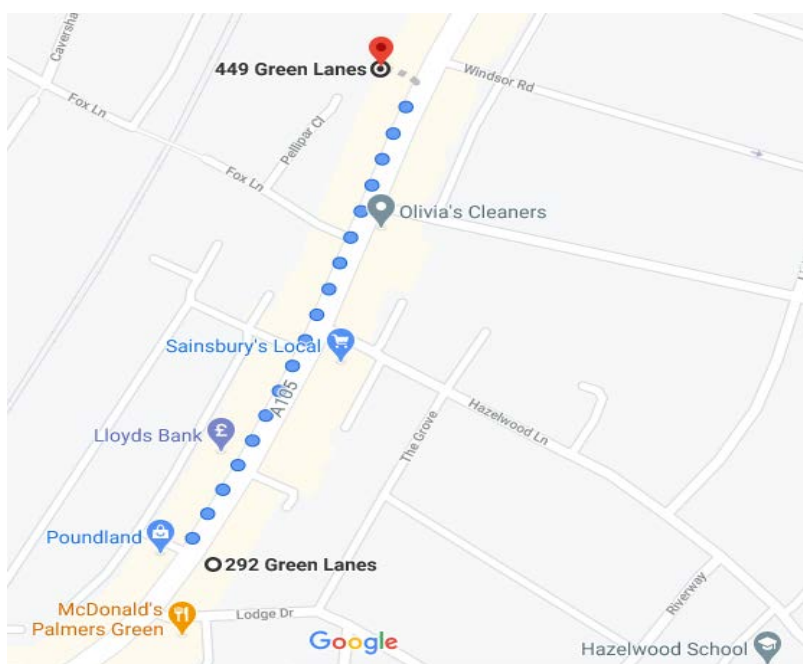 Caversha
449 Green Lanes
Windsor Rd
Fox Ln
Pellipar Cl
Fox Ln
Olivia's Cleaners
Sainsbury's Local
A105
Hazelwood Ln
Lloyds Bank
£
The Grove
Poundland
292 Green Lanes
McDonald's
Palmers Green
Lodge Dr
Riverway
Google
Hazelwood School